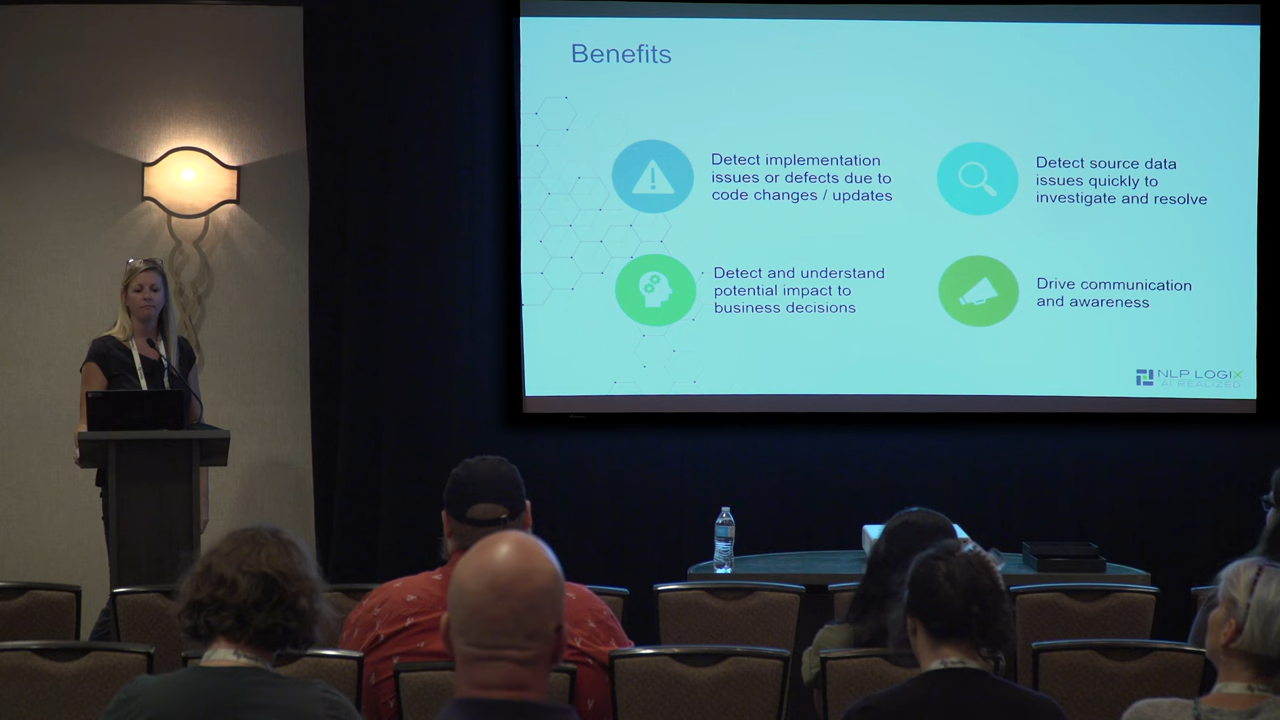 Benefits
Detect implementation
issues or defects due to
code changes / updates
Detect source data
issues quickly to
investigate and resolve
Detect and understand
potential impact to
business decisions
Drive communication
and awareness
NLP LOGIX
AI REALIZED